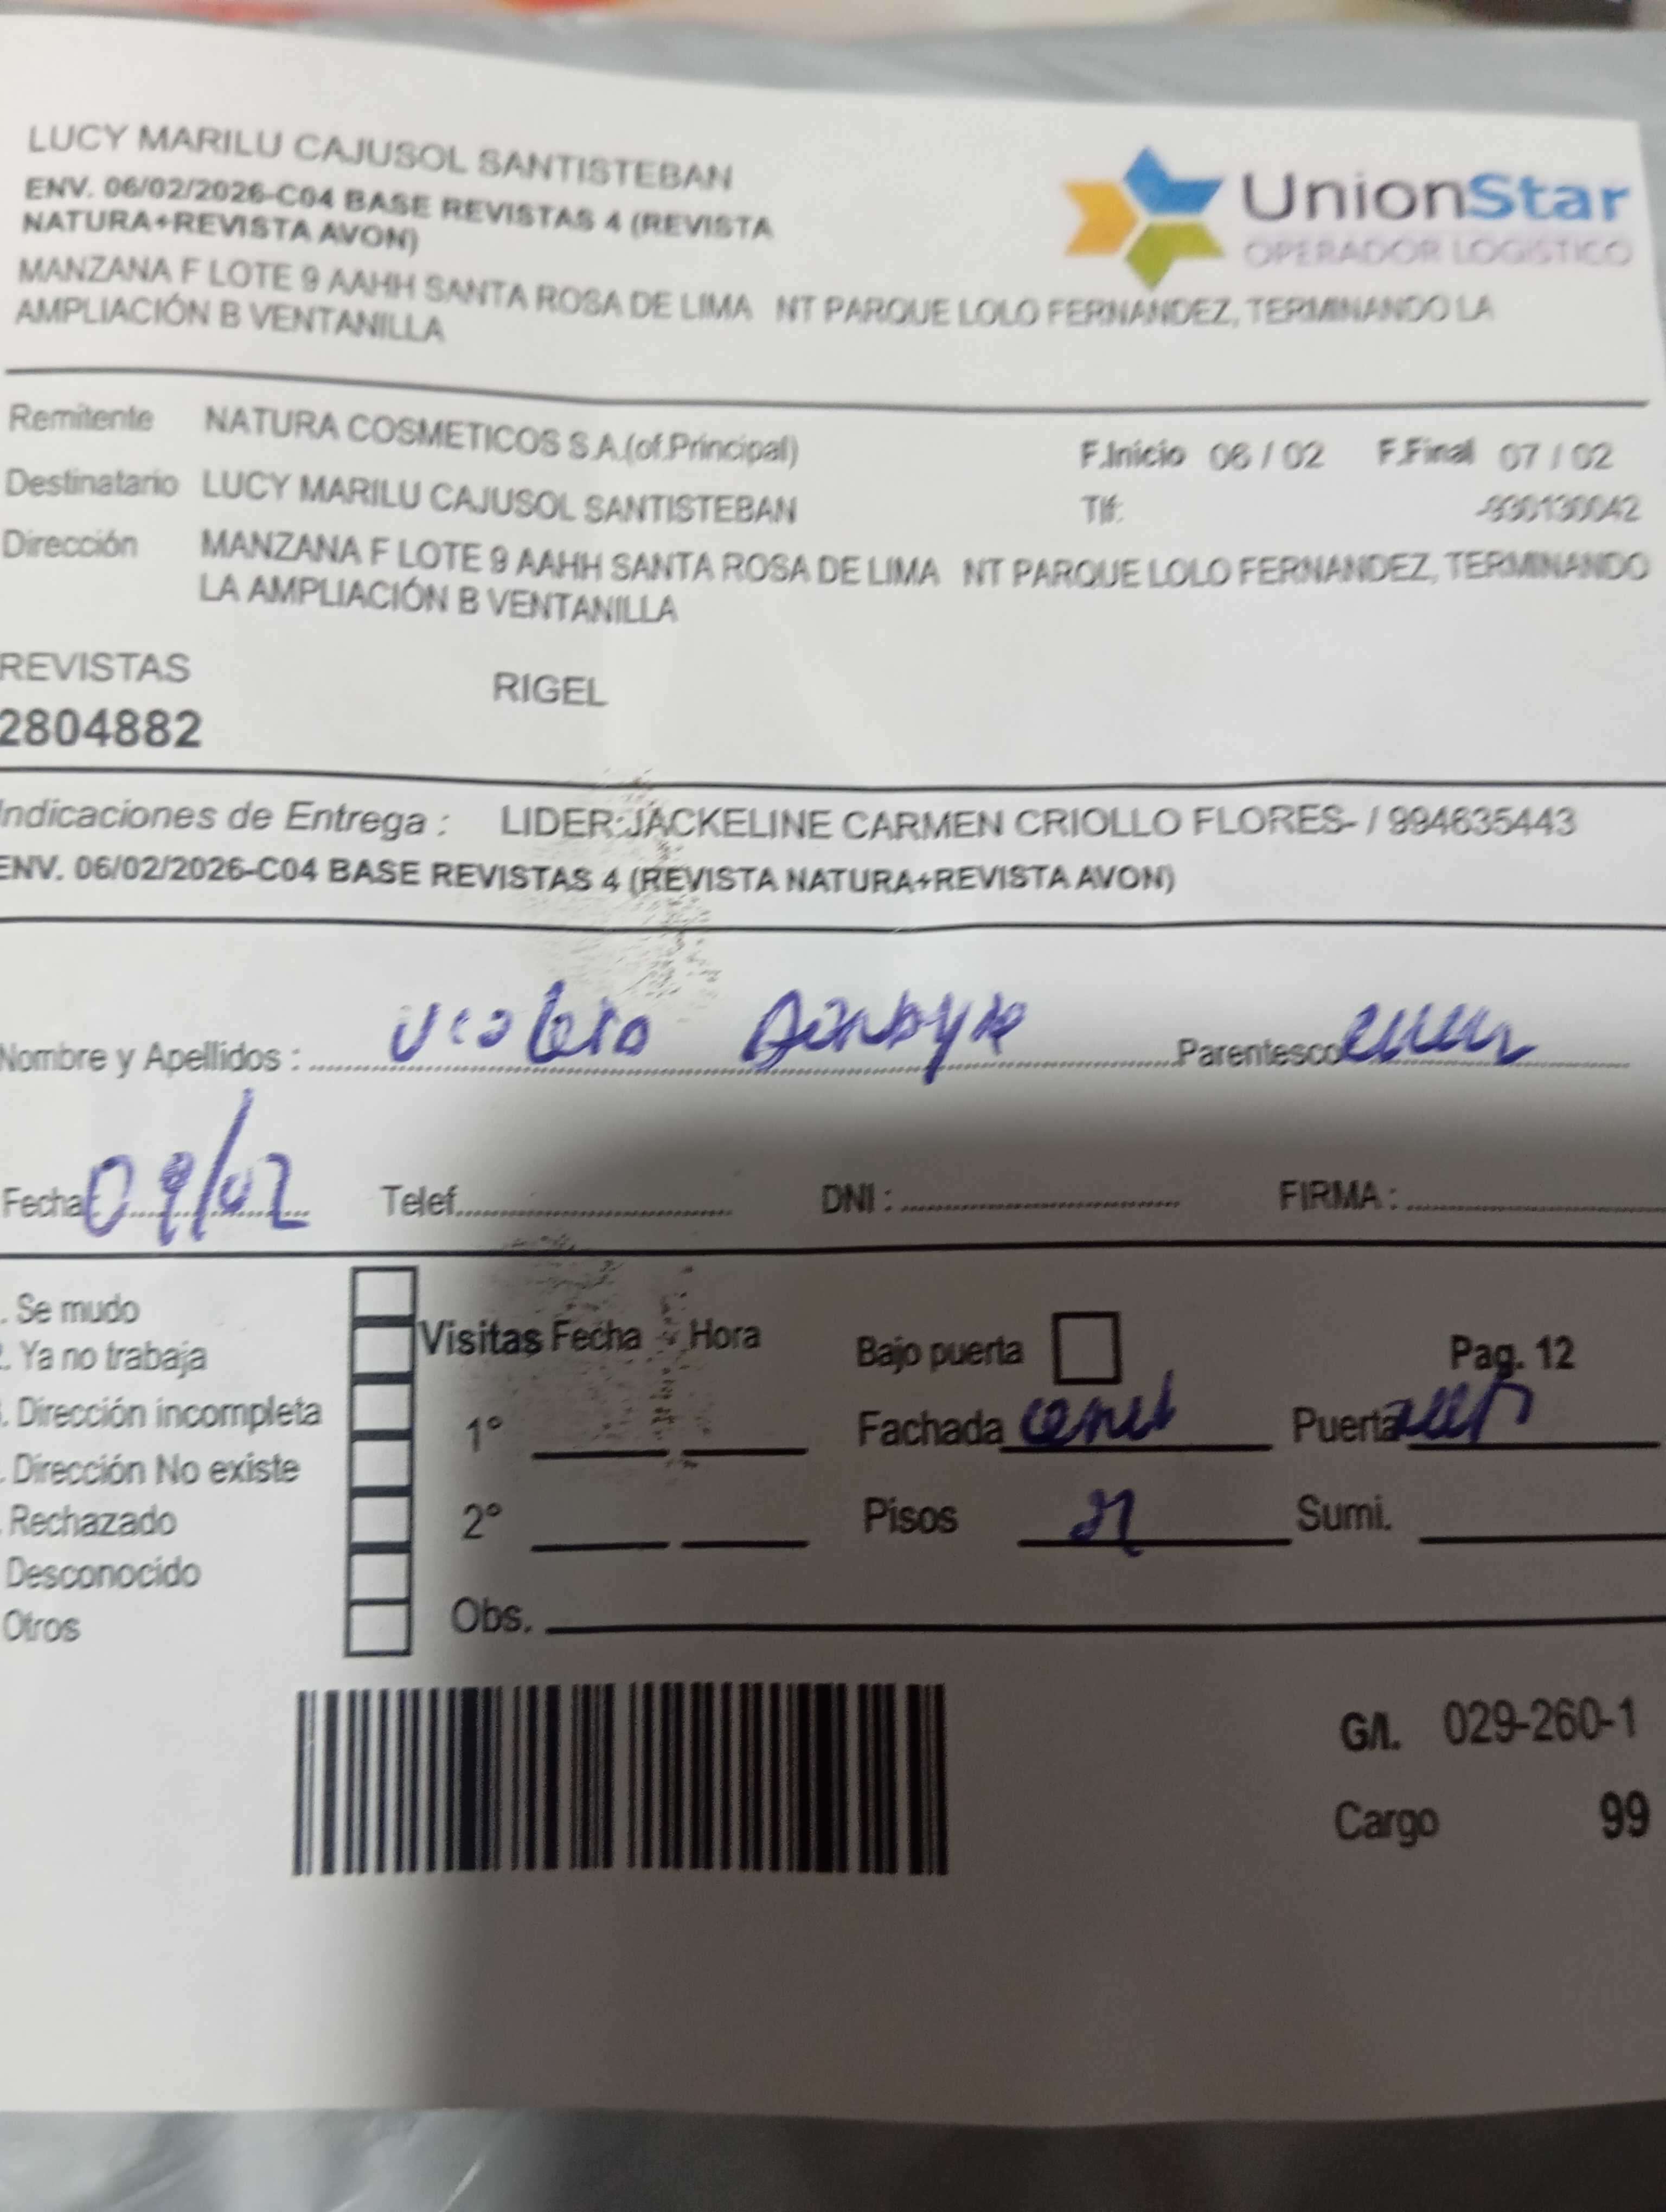 LUCY MARILU CAJUSOL SANTISTEBAN
ENV. 06/02/2026-C04 BASE REVISTAS 4 (REVISTA
NATURA+REVISTA AVON)
MANZANA F LOTE 9 AAHH SANTA ROSA DE LIMA NT PARQUE LOLO FERNANDEZ, TERMINANDO LA
AMPLIACIÓN B VENTANILLA
UnionStar
OPERADOR LOGISTICO
Remitente NATURA COSMETICOS S.A.(of.Principal) F.Inicio 06 / 02 F.Final 07 / 02
Destinatario LUCY MARILU CAJUSOL SANTISTEBAN Tlf: -930130042
Dirección MANZANA F LOTE 9 AAHH SANTA ROSA DE LIMA NT PARQUE LOLO FERNANDEZ, TERMINANDO
LA AMPLIACIÓN B VENTANILLA
REVISTAS RIGEL
2804882
Indicaciones de Entrega : LIDER:JACKELINE CARMEN CRIOLLO FLORES- / 994635443
ENV. 06/02/2026-C04 BASE REVISTAS 4 (REVISTA NATURA+REVISTA AVON)
Nombre y Apellidos : Parentesco
Fecha 09/02 Telef. DNI : FIRMA :
. Se mudo
. Ya no trabaja
. Dirección incompleta
. Dirección No existe
. Rechazado
Desconocido
Otros
Visitas Fecha Hora
1°
2°
Obs.
Bajo puerta Pag. 12
Fachada Puerta
Pisos Sumi.
G/I. 029-260-1
Cargo 99